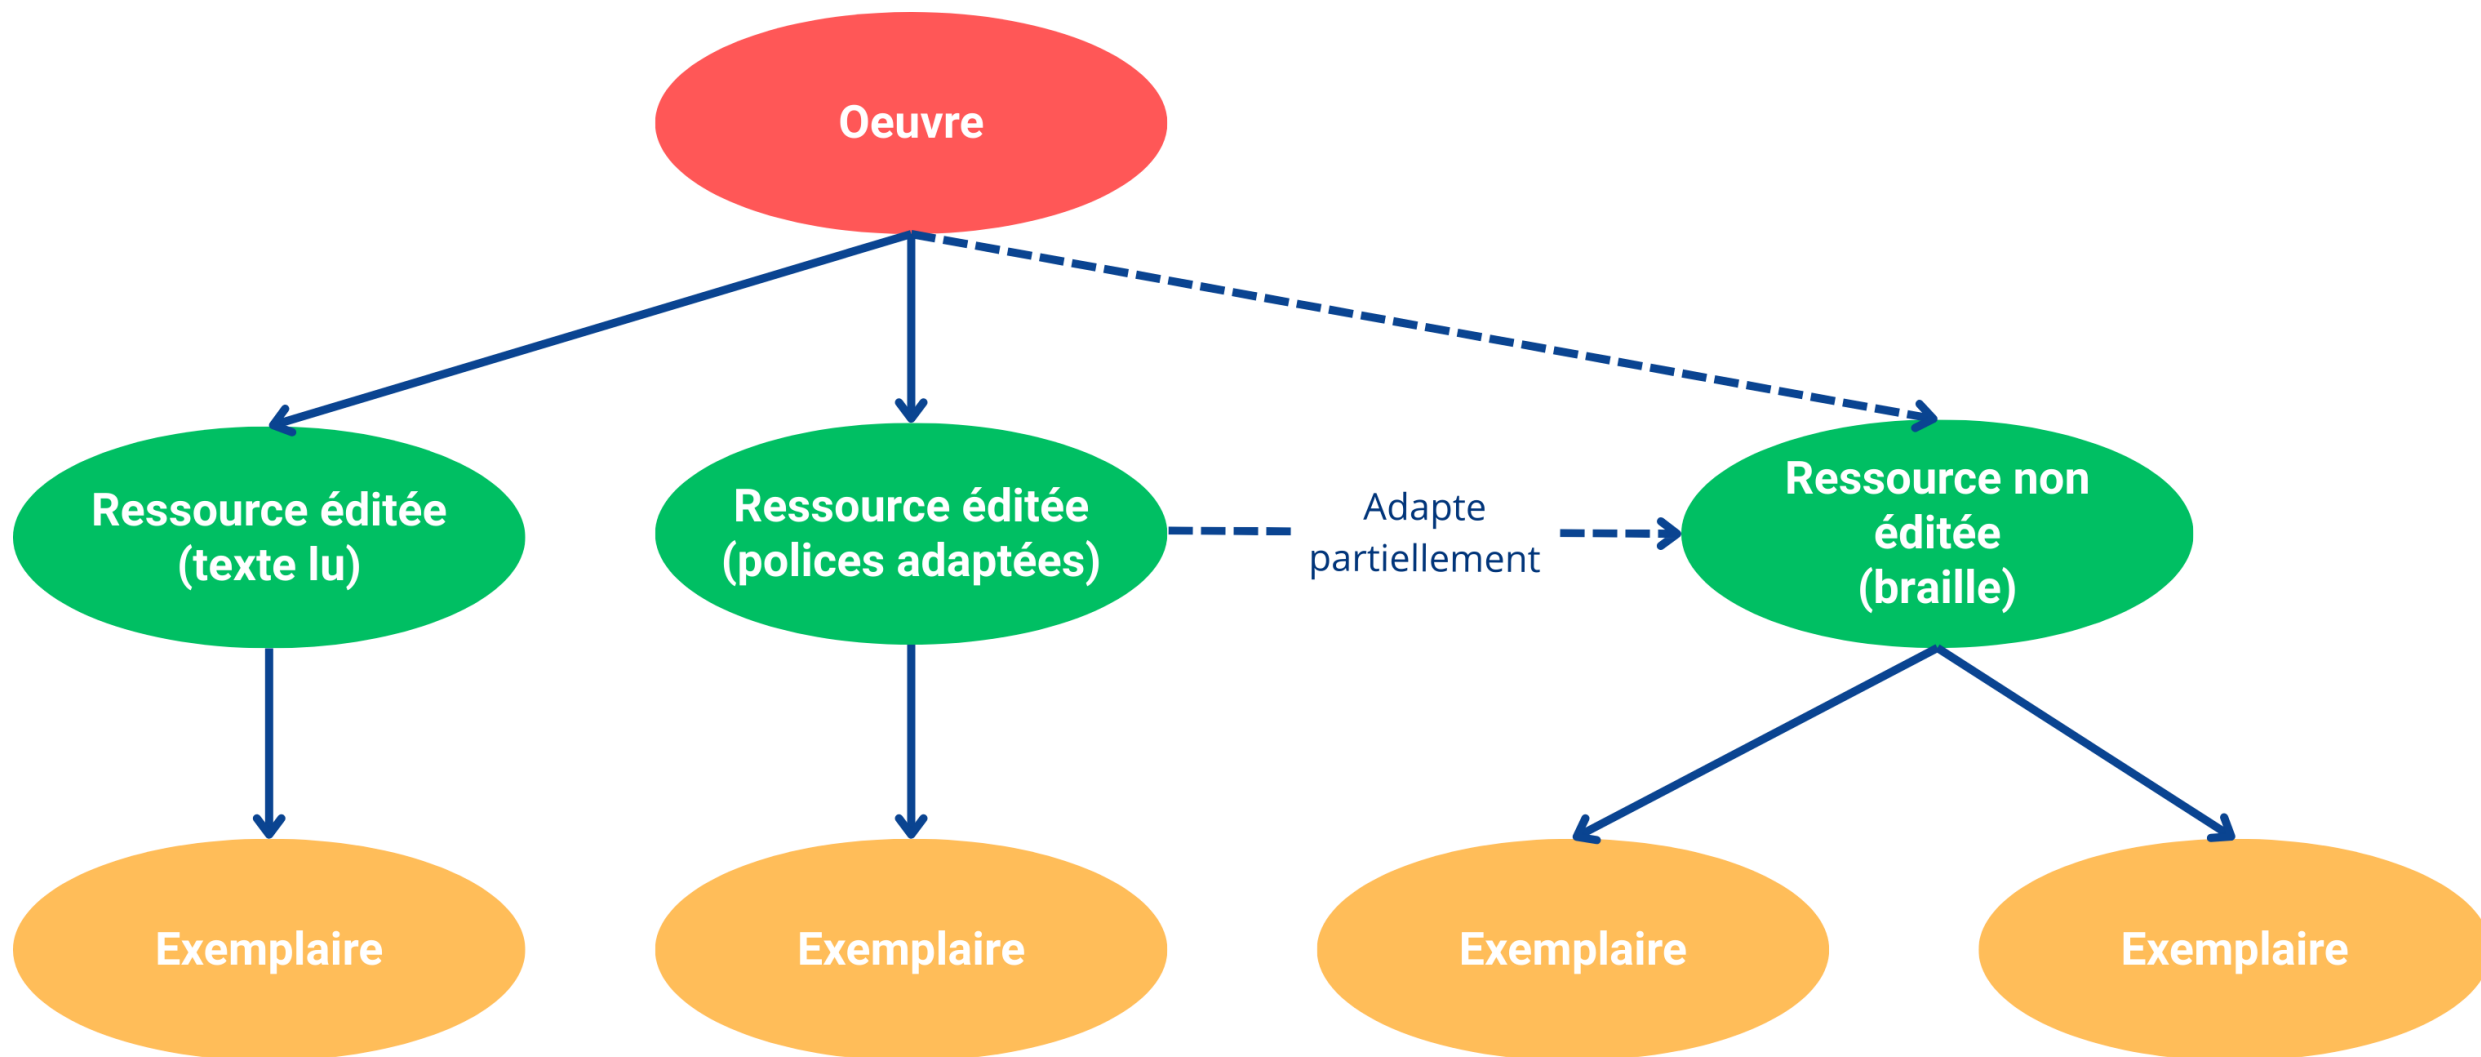 Oeuvre
Ressource éditée
(texte lu)
Ressource éditée
(polices adaptées)
Adapte
partiellement
Ressource non
éditée
(braille)
Exemplaire
Exemplaire
Exemplaire
Exemplaire